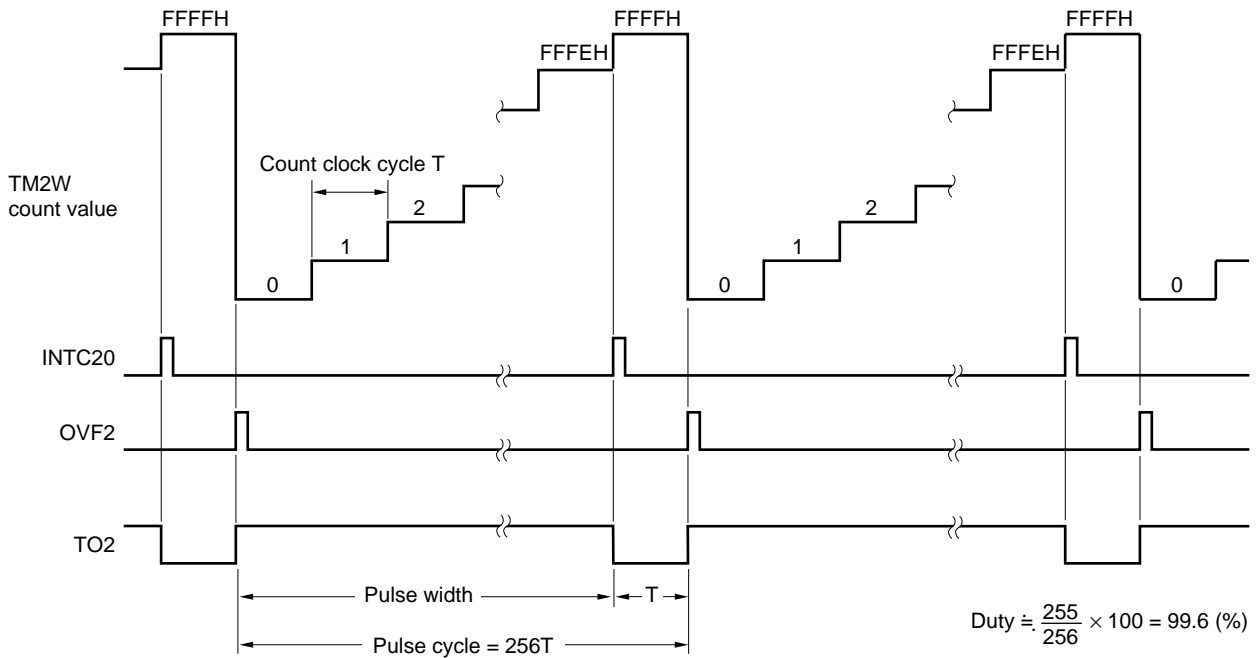 FFFFH
FFFFH
FFFFH
FFFEH
FFFEH
Count clock cycle T
TM2W
count value
2
2
1
1
0
0
0
INTC20
OVF2
TO2
Pulse width
T
Pulse cycle = 256T
Duty ≒ 255/256 × 100 = 99.6 (%)